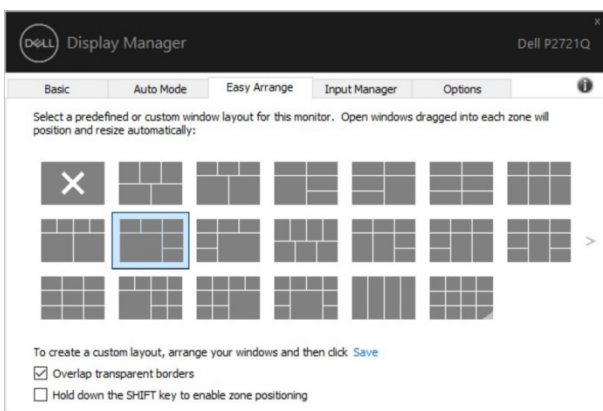 x
DELL Display Manager
Dell P2721Q
Basic Auto Mode Easy Arrange Input Manager Options i
Select a predefined or custom window layout for this monitor. Open windows dragged into each zone will
position and resize automatically:
>
To create a custom layout, arrange your windows and then click Save
Overlap transparent borders
Hold down the SHIFT key to enable zone positioning